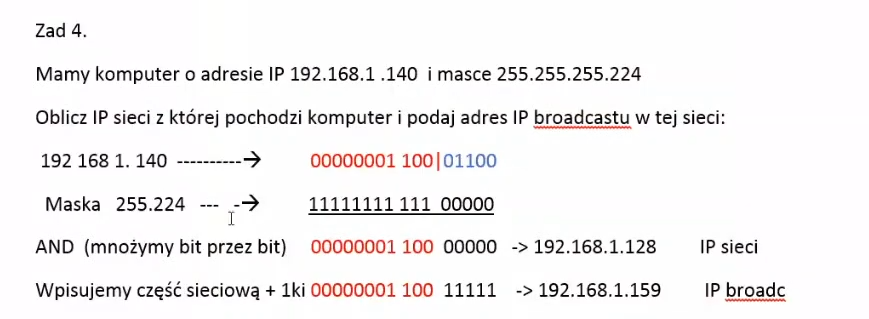 Zad 4.
Mamy komputer o adresie IP 192.168.1 .140 i masce 255.255.255.224
Oblicz IP sieci z której pochodzi komputer i podaj adres IP broadcastu w tej sieci:
192 168 1. 140 ----------→ 00000001 100|01100
Maska 255.224 --- -→ 11111111 111 00000
AND (mnożymy bit przez bit) 00000001 100 00000 -> 192.168.1.128 IP sieci
Wpisujemy część sieciową + 1ki 00000001 100 11111 -> 192.168.1.159 IP broadc